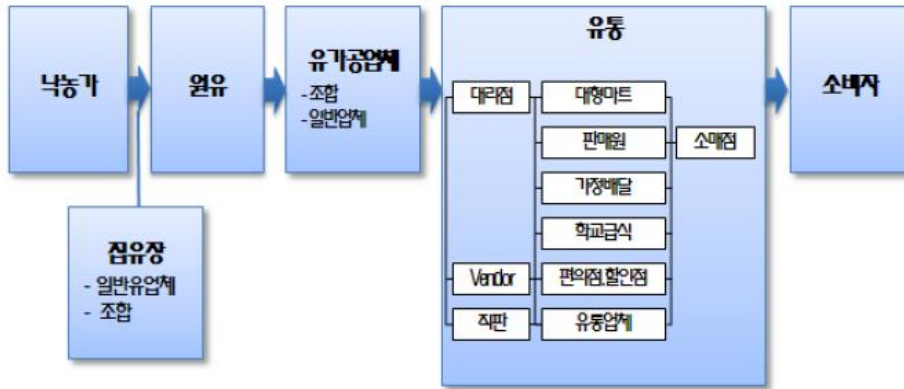 낙농가
원유
유가공업체
- 조합
- 일반업체
유통
소비자
대리점
대형마트
판매원
소매점
가정배달
학교급식
Vendor
편의점,할인점
직판
유통업체
집유장
- 일반유업체
- 조합